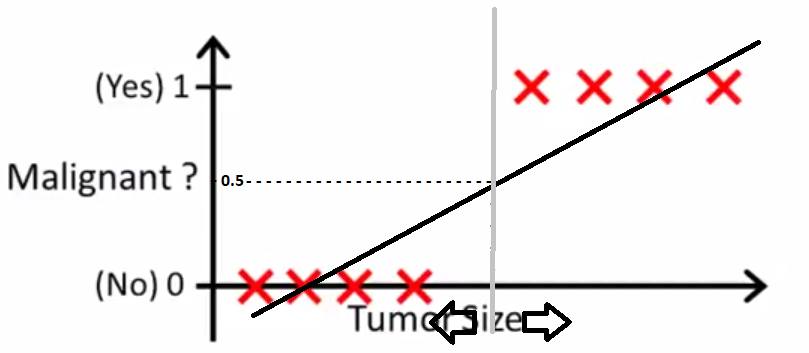 (Yes) 1
Malignant ?
0.5
(No) 0
Tumor Size